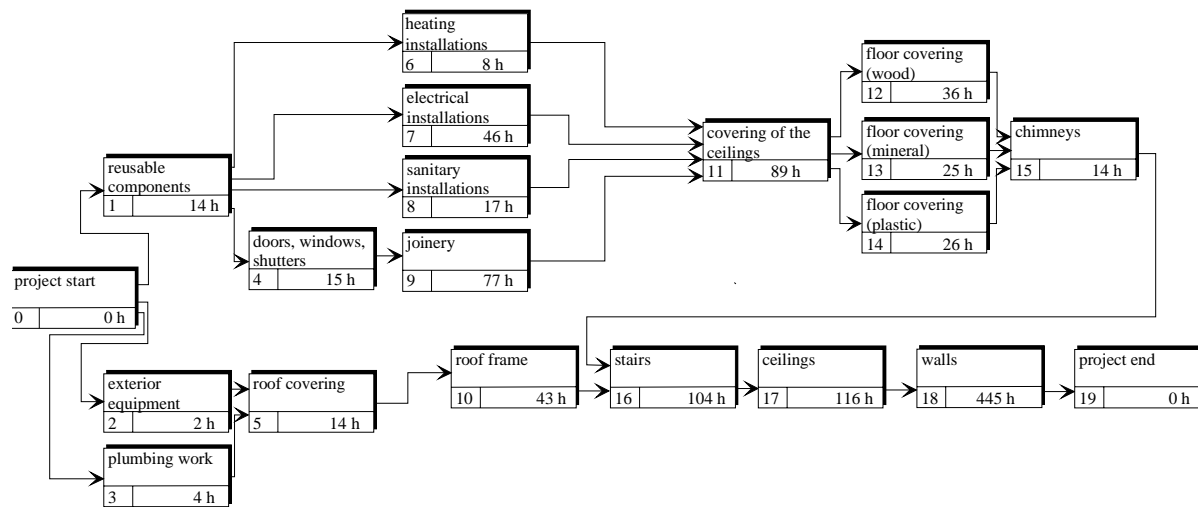 heating
installations
6 8 h
electrical
installations
7 46 h
reusable
components
1 14 h
sanitary
installations
8 17 h
doors, windows,
shutters
4 15 h
joinery
9 77 h
covering of the
ceilings
11 89 h
floor covering
(wood)
12 36 h
floor covering
(mineral)
13 25 h
floor covering
(plastic)
14 26 h
chimneys
15 14 h
project start
0 0 h
exterior
equipment
2 2 h
plumbing work
3 4 h
roof covering
5 14 h
roof frame
10 43 h
stairs
16 104 h
ceilings
17 116 h
walls
18 445 h
project end
19 0 h